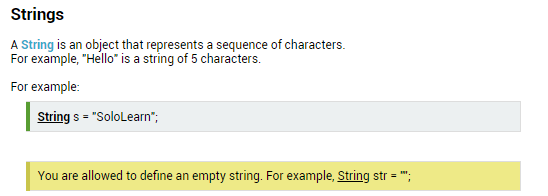 Strings
A String is an object that represents a sequence of characters.
For example, "Hello" is a string of 5 characters.
For example:
String s = "SoloLearn";
You are allowed to define an empty string. For example, String str = "";